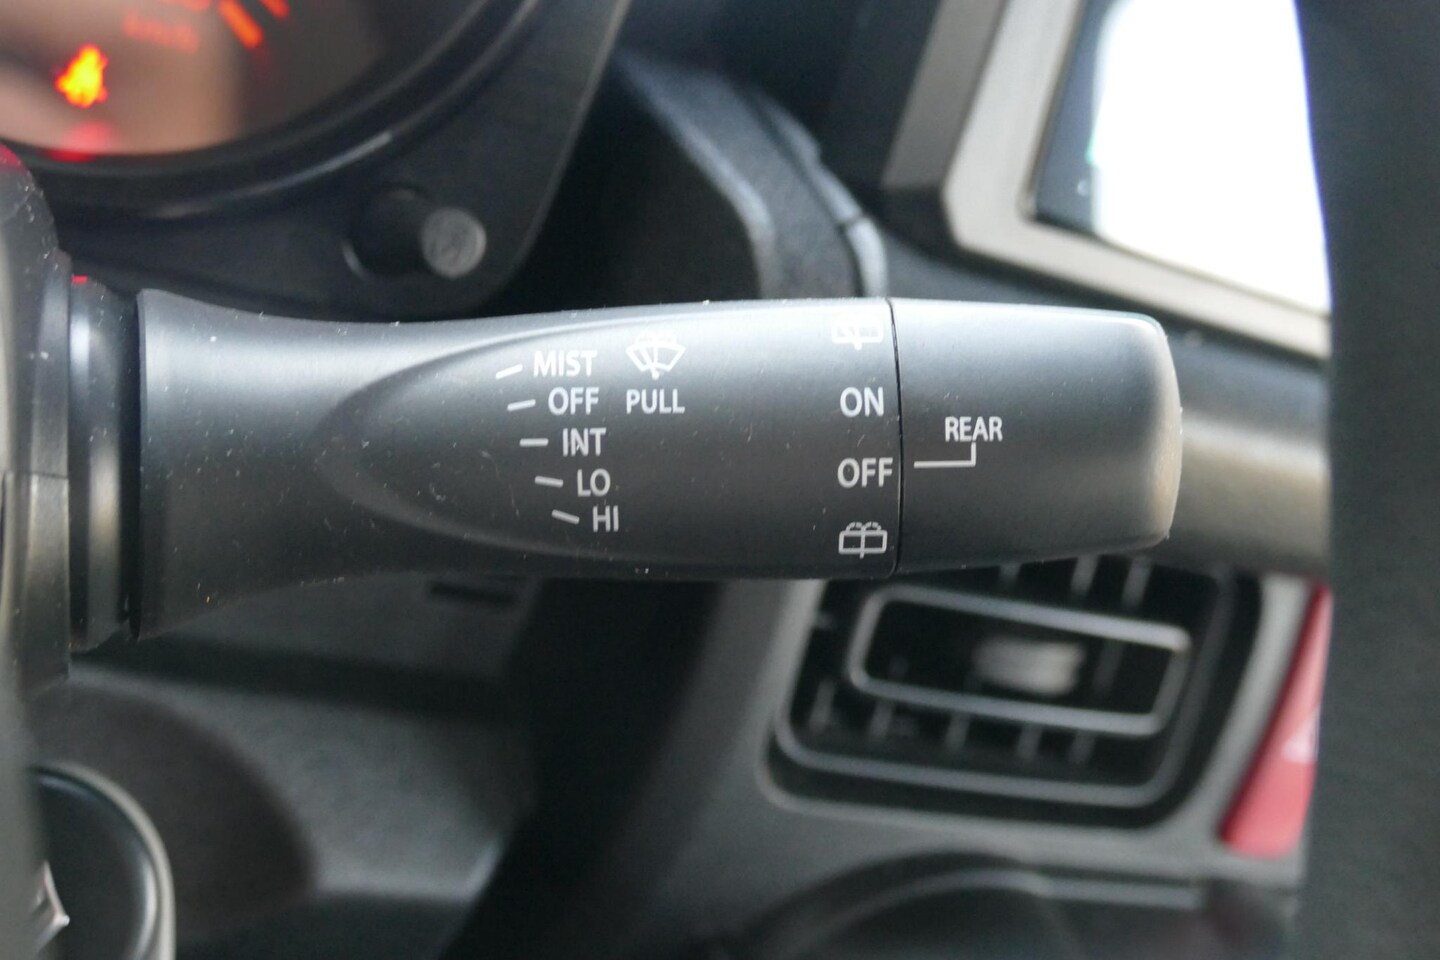 MIST
OFF PULL
INT
LO
HI
ON
OFF
REAR